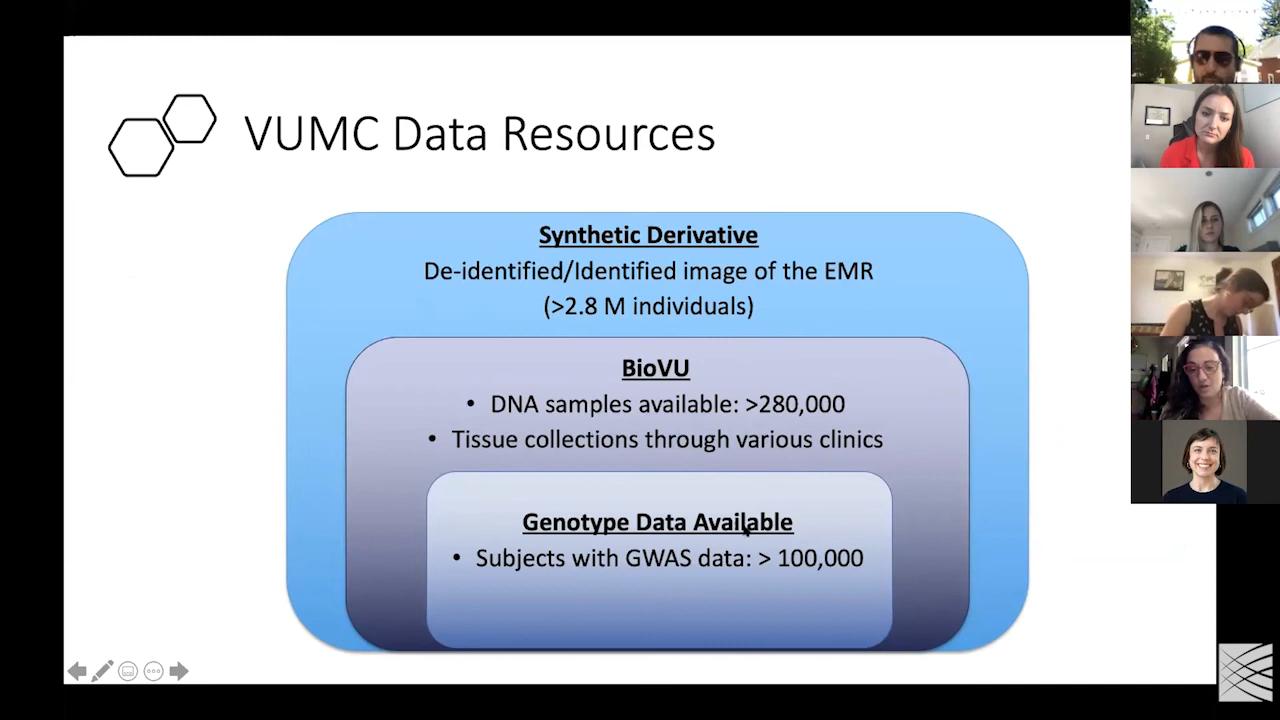 VUMC Data Resources
Synthetic Derivative
De-identified/Identified image of the EMR
(>2.8 M individuals)
BioVU
• DNA samples available: >280,000
• Tissue collections through various clinics
Genotype Data Available
• Subjects with GWAS data: > 100,000